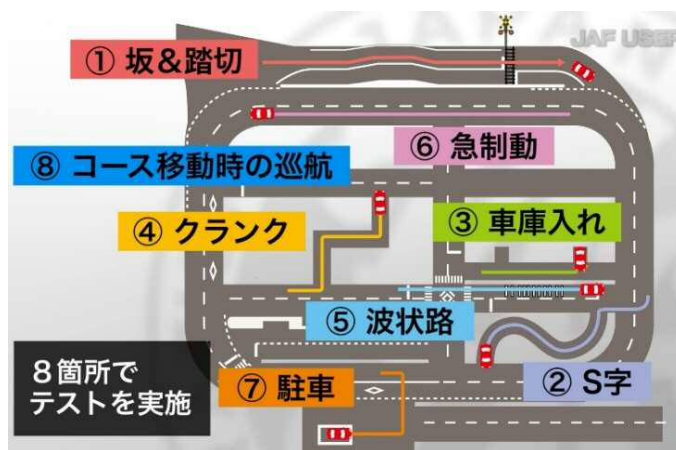 JAF USER
① 坂＆踏切
⑥ 急制動
⑧ コース移動時の巡航
④ クランク
③ 車庫入れ
⑤ 波状路
8箇所で
テストを実施
⑦ 駐車
② S字